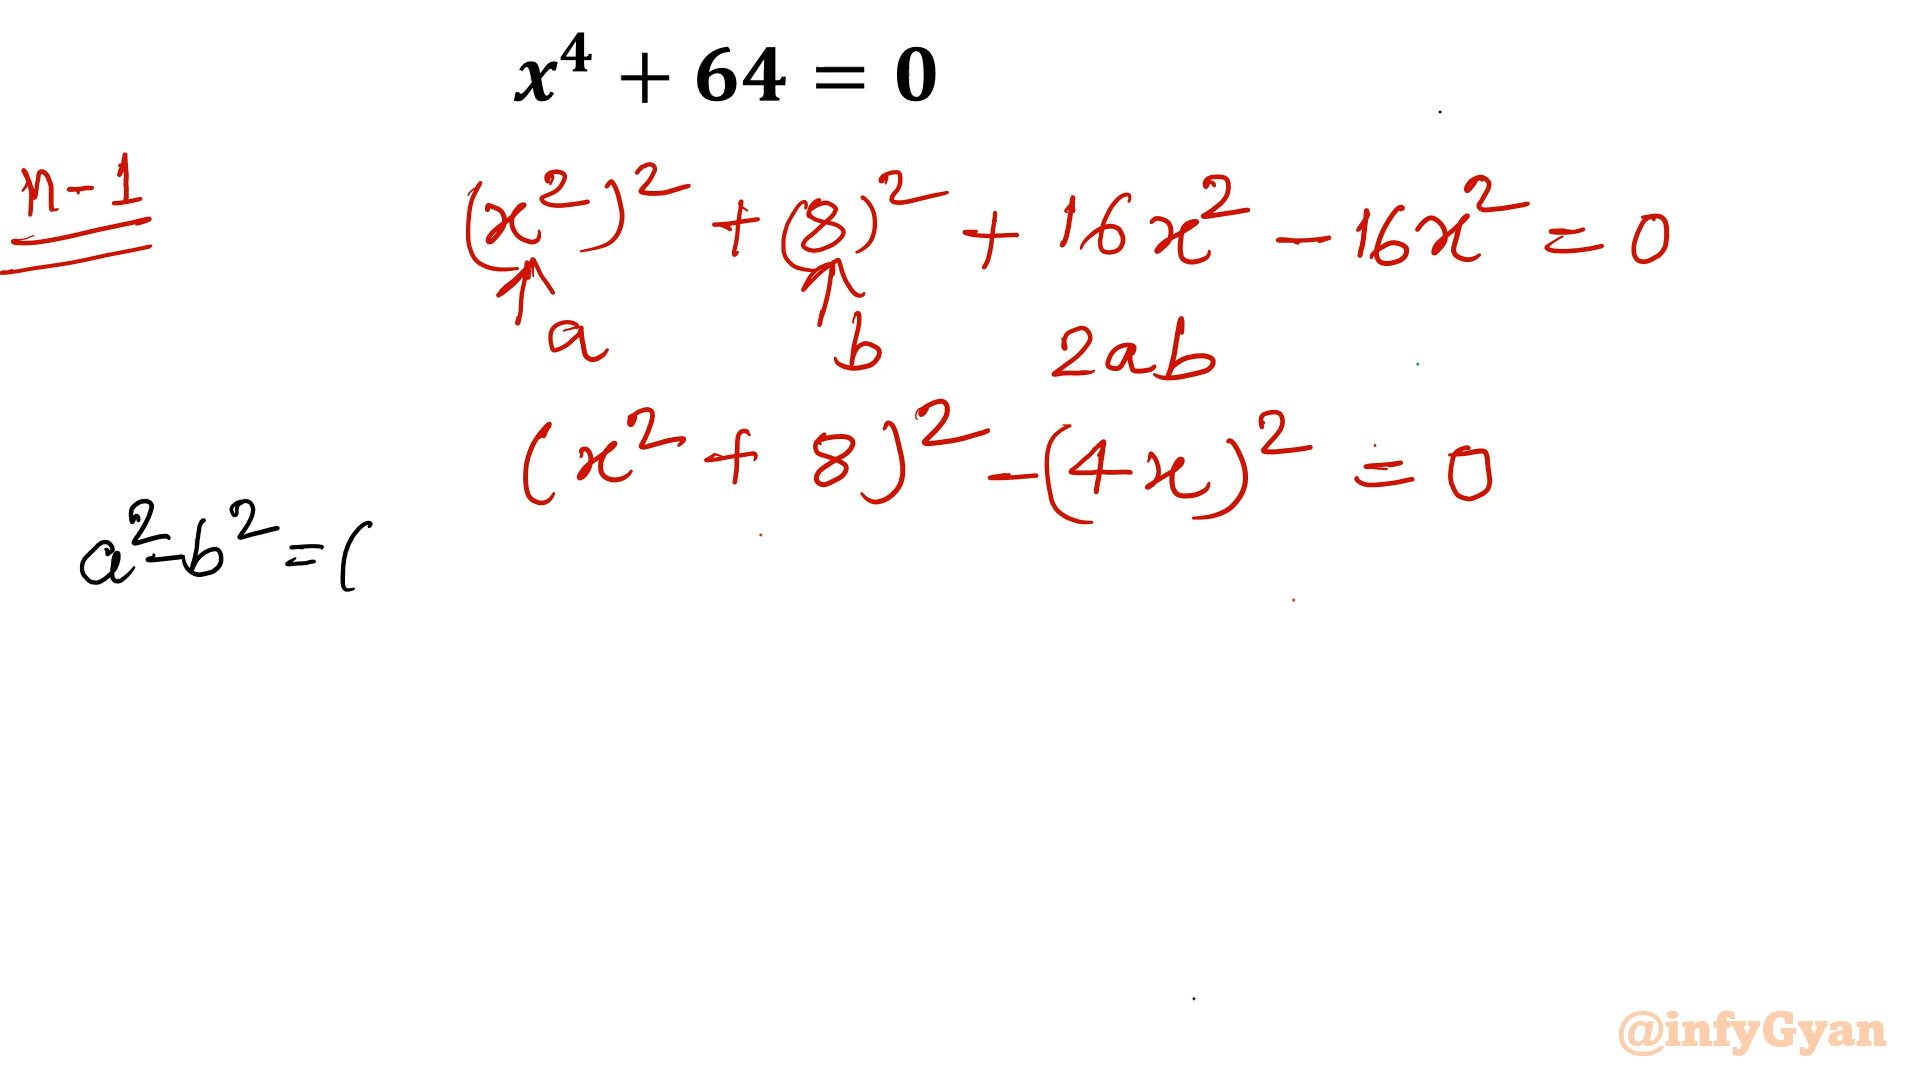 x⁴ + 64 = 0
n-1
(x²)² + (8)² + 16x² - 16x² = 0
a b 2ab
(x² + 8)² - (4x)² = 0
a²-b² = (
@infyGyan